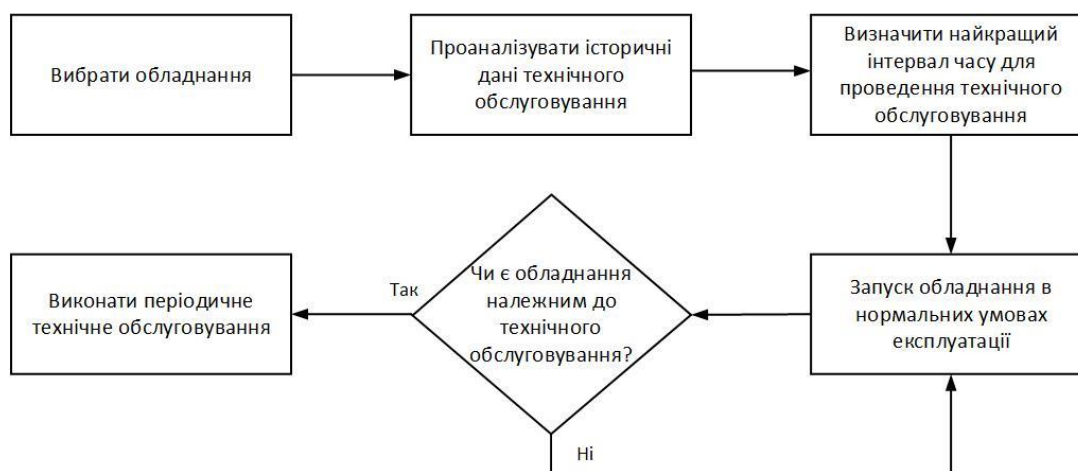 Вибрати обладнання
Проаналізувати історичні
дані технічного
обслуговування
Визначити найкращий
інтервал часу для
проведення технічного
обслуговування
Запуск обладнання в
нормальних умовах
експлуатації
Чи є обладнання
належним до
технічного
обслуговування?
Так
Виконати періодичне
технічне обслуговування
Ні